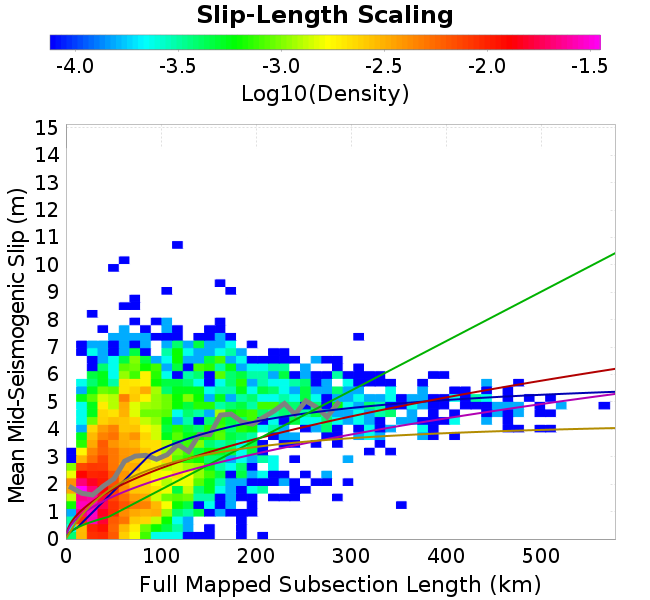 Slip-Length Scaling
-4.0 -3.5 -3.0 -2.5 -2.0 -1.5
Log10(Density)
15
14
13
12
11
10
9
8
7
6
5
4
3
2
1
0
Mean Mid-Seismogenic Slip (m)
0 100 200 300 400 500
Full Mapped Subsection Length (km)